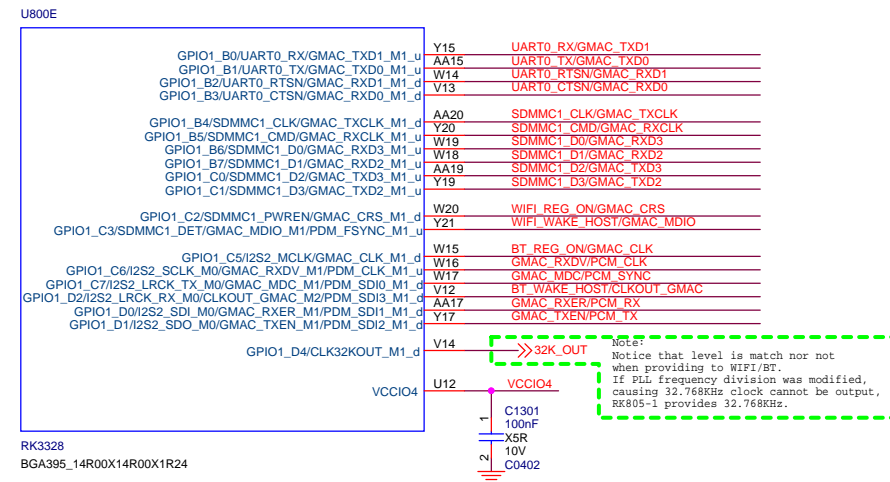 U800E
GPIO1_B0/UART0_RX/GMAC_TXD1_M1_u Y15 UART0_RX/GMAC_TXD1
GPIO1_B1/UART0_TX/GMAC_TXD0_M1_u AA15 UART0_TX/GMAC_TXD0
GPIO1_B2/UART0_RTSN/GMAC_RXD1_M1_d W14 UART0_RTSN/GMAC_RXD1
GPIO1_B3/UART0_CTSN/GMAC_RXD0_M1_d V13 UART0_CTSN/GMAC_RXD0
GPIO1_B4/SDMMC1_CLK/GMAC_TXCLK_M1_d AA20 SDMMC1_CLK/GMAC_TXCLK
GPIO1_B5/SDMMC1_CMD/GMAC_RXCLK_M1_u Y20 SDMMC1_CMD/GMAC_RXCLK
GPIO1_B6/SDMMC1_D0/GMAC_RXD3_M1_u W19 SDMMC1_D0/GMAC_RXD3
GPIO1_B7/SDMMC1_D1/GMAC_RXD2_M1_u W18 SDMMC1_D1/GMAC_RXD2
GPIO1_C0/SDMMC1_D2/GMAC_TXD3_M1_u AA19 SDMMC1_D2/GMAC_TXD3
GPIO1_C1/SDMMC1_D3/GMAC_TXD2_M1_u Y19 SDMMC1_D3/GMAC_TXD2
GPIO1_C2/SDMMC1_PWREN/GMAC_CRS_M1_d W20 WIFI_REG_ON/GMAC_CRS
GPIO1_C3/SDMMC1_DET/GMAC_MDIO_M1/PDM_FSYNC_M1_u Y21 WIFI_WAKE_HOST/GMAC_MDIO
GPIO1_C5/I2S2_MCLK/GMAC_CLK_M1_d W15 BT_REG_ON/GMAC_CLK
GPIO1_C6/I2S2_SCLK_M0/GMAC_RXDV_M1/PDM_CLK_M1_u W16 GMAC_RXDV/PCM_CLK
GPIO1_C7/I2S2_LRCK_TX_M0/GMAC_MDC_M1/PDM_SDI0_M1_d W17 GMAC_MDC/PCM_SYNC
GPIO1_D2/I2S2_LRCK_RX_M0/CLKOUT_GMAC_M2/PDM_SDI3_M1_d V12 BT_WAKE_HOST/CLKOUT_GMAC
GPIO1_D0/I2S2_SDI_M0/GMAC_RXER_M1/PDM_SDI1_M1_d AA17 GMAC_RXER/PCM_RX
GPIO1_D1/I2S2_SDO_M0/GMAC_TXEN_M1/PDM_SDI2_M1_d Y17 GMAC_TXEN/PCM_TX
GPIO1_D4/CLK32KOUT_M1_d V14 32K_OUT
Note:
Notice that level is match nor not
when providing to WIFI/BT.
If PLL frequency division was modified,
causing 32.768KHz clock cannot be output,
RK805-1 provides 32.768KHz.
VCCIO4 U12 VCCIO4
1
C1301
100nF
X5R
10V
2
C0402
RK3328
BGA395_14R00X14R00X1R24